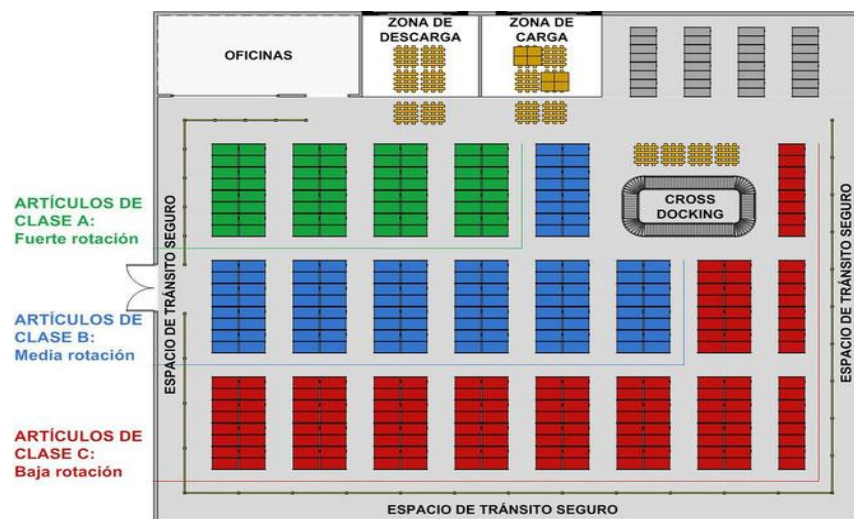 OFICINAS
ZONA DE
DESCARGA
ZONA DE
CARGA
ARTÍCULOS DE
CLASE A:
Fuerte rotación
CROSS
DOCKING
ESPACIO DE TRÁNSITO SEGURO
ESPACIO DE TRÁNSITO SEGURO
ARTÍCULOS DE
CLASE B:
Media rotación
ARTÍCULOS DE
CLASE C:
Baja rotación
ESPACIO DE TRÁNSITO SEGURO